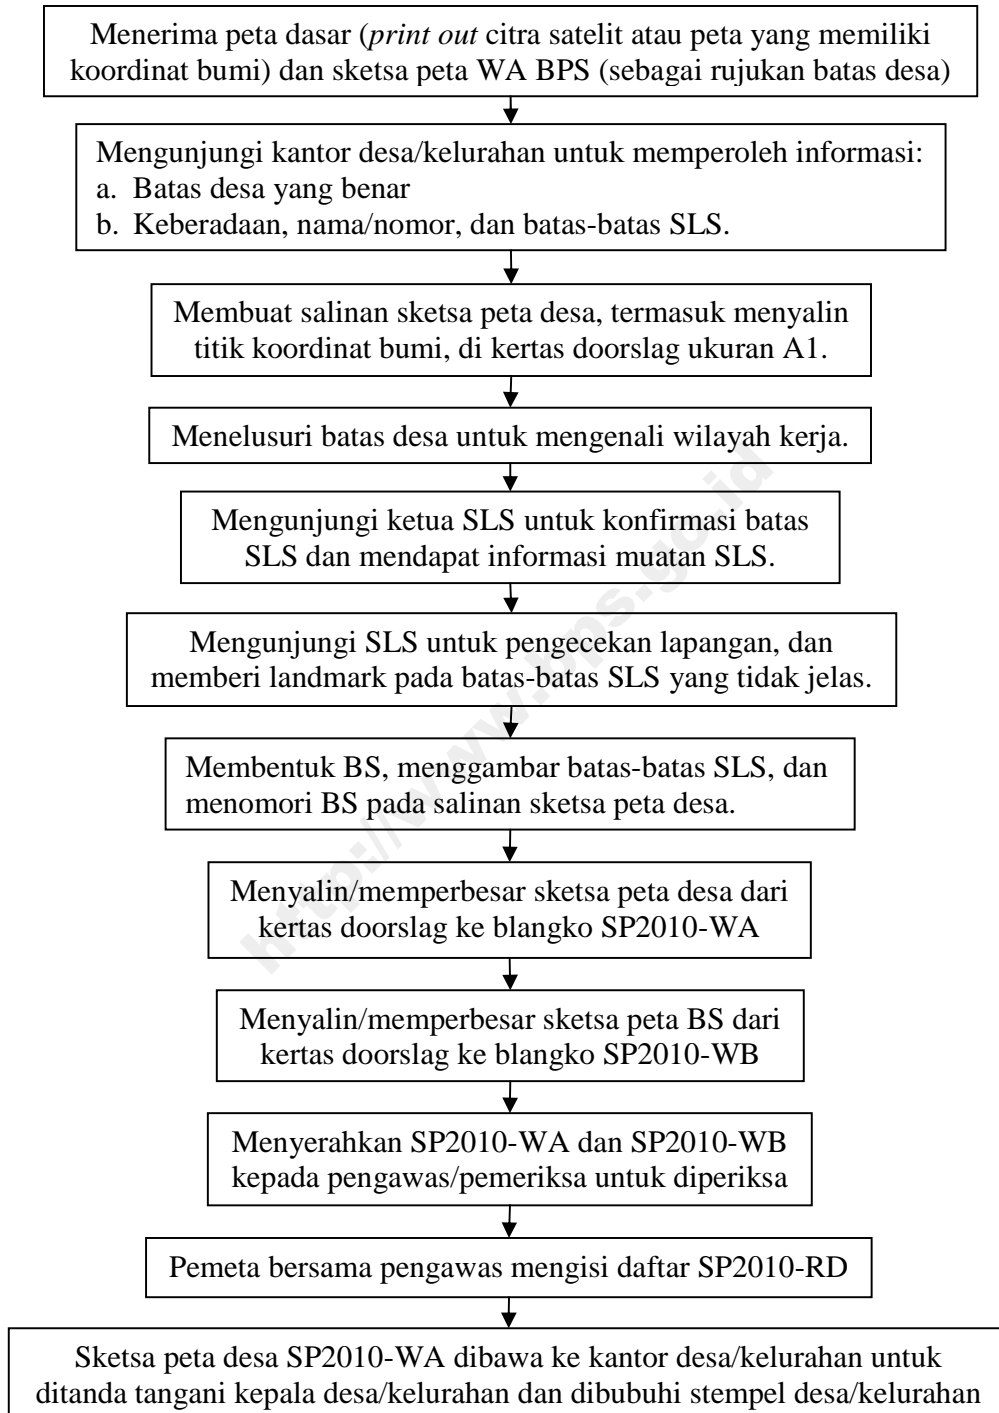 Menerima peta dasar (print out citra satelit atau peta yang memiliki
koordinat bumi) dan sketsa peta WA BPS (sebagai rujukan batas desa)
Mengunjungi kantor desa/kelurahan untuk memperoleh informasi:
a. Batas desa yang benar
b. Keberadaan, nama/nomor, dan batas-batas SLS.
Membuat salinan sketsa peta desa, termasuk menyalin
titik koordinat bumi, di kertas doorslag ukuran A1.
Menelusuri batas desa untuk mengenali wilayah kerja.
Mengunjungi ketua SLS untuk konfirmasi batas
SLS dan mendapat informasi muatan SLS.
Mengunjungi SLS untuk pengecekan lapangan, dan
memberi landmark pada batas-batas SLS yang tidak jelas.
Membentuk BS, menggambar batas-batas SLS, dan
menomori BS pada salinan sketsa peta desa.
Menyalin/memperbesar sketsa peta desa dari
kertas doorslag ke blangko SP2010-WA
Menyalin/memperbesar sketsa peta BS dari
kertas doorslag ke blangko SP2010-WB
Menyerahkan SP2010-WA dan SP2010-WB
kepada pengawas/pemeriksa untuk diperiksa
Pemeta bersama pengawas mengisi daftar SP2010-RD
Sketsa peta desa SP2010-WA dibawa ke kantor desa/kelurahan untuk
ditanda tangani kepala desa/kelurahan dan dibubuhi stempel desa/kelurahan
http://www.bps.go.id